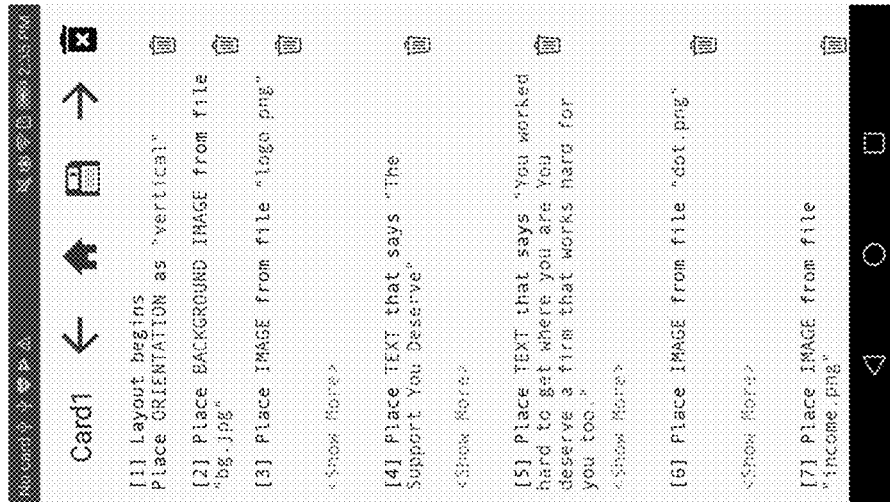 Card1
[1] Layout begins
Place ORIENTATION as "vertical"
[2] Place BACKGROUND IMAGE from file
"bg.jpg"
[3] Place IMAGE from file "logo.png"
<Show More>
[4] Place TEXT that says "The
Support You Deserve"
<Show More>
[5] Place TEXT that says "You worked
hard to get where you are You
deserve a firm that works hard for
you too."
<Show More>
[6] Place IMAGE from file "dot.png"
<Show More>
[7] Place IMAGE from file
"income.png"